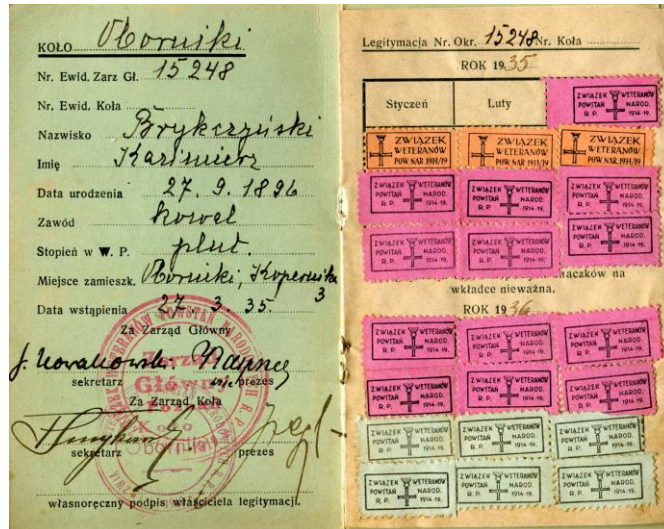 KOŁO Oborniki
Nr. Ewid. Zarz Gł. 15248
Nr. Ewid. Koła
Nazwisko Brykczyński
Imię Kazimierz
Data urodzenia 27. 9. 1896
Zawód kowal
Stopień w W. P. plut.
Miejsce zamieszk. Oborniki, Kopernika
3
Data wstąpienia 27. 3. 35.
Za Zarząd Główny
sekretarz prezes
Za Zarząd Koła
sekretarz prezes
własnoręczny podpis właściciela legitymacji.
Zarząd
Główny
Koło
Oborniki
Legitymacja Nr. Okr. 15248 Nr. Koła
ROK 1935
Styczeń Luty
ZWIĄZEK WETERANÓW
POWSTAŃ NAROD.
R. P. 1914-19.
ZWIĄZEK ZWIĄZEK ZWIĄZEK
WETERANÓW WETERANÓW WETERANÓW
POW NAR 1914/19 POW NAR 1914/19 POW NAR 1914/19
ZWIĄZEK WETERANÓW ZWIĄZEK WETERANÓW ZWIĄZEK WETERANÓW
POWSTAŃ NAROD. POWSTAŃ NAROD. POWSTAŃ NAROD.
R. P. 1914-19. R. P. 1914-19. R. P. 1914-19.
ZWIĄZEK WETERANÓW ZWIĄZEK WETERANÓW ZWIĄZEK WETERANÓW
POWSTAŃ NAROD. POWSTAŃ NAROD. POWSTAŃ NAROD.
R. P. 1914-19. R. P. 1914-19. R. P. 1914-19.
na
wkładce nieważna.
ROK 1936
ZWIĄZEK WETERANÓW ZWIĄZEK WETERANÓW ZWIĄZEK WETERANÓW
POWSTAŃ NAROD. POWSTAŃ NAROD. POWSTAŃ NAROD.
R. P. 1914-19. R. P. 1914-19. R. P. 1914-19.
ZWIĄZEK WETERANÓW ZWIĄZEK WETERANÓW ZWIĄZEK WETERANÓW
POWSTAŃ NAROD. POWSTAŃ NAROD. POWSTAŃ NAROD.
R. P. 1914-19. R. P. 1914-19. R. P. 1914-19.
ZWIĄZEK WETERANÓW ZWIĄZEK WETERANÓW ZWIĄZEK WETERANÓW
POWSTAŃ NAROD. POWSTAŃ NAROD. POWSTAŃ NAROD.
R. P. 1914-19. R. P. 1914-19. R. P. 1914-19.
ZWIĄZEK WETERANÓW ZWIĄZEK WETERANÓW ZWIĄZEK WETERANÓW
POWSTAŃ NAROD. POWSTAŃ NAROD. POWSTAŃ NAROD.
R. P. 1914-19. R. P. 1914-19. R. P. 1914-19.